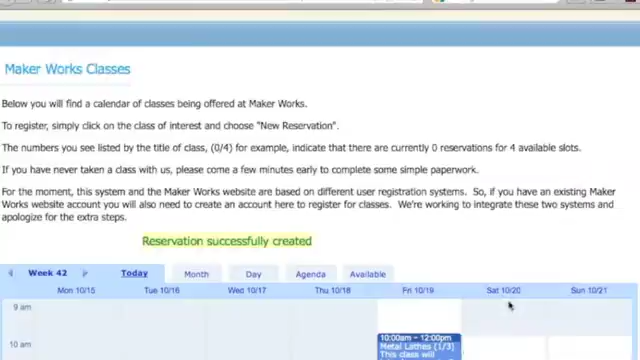 Maker Works Classes
Below you will find a calendar of classes being offered at Maker Works.
To register, simply click on the class of interest and choose "New Reservation".
The numbers you see listed by the title of class, (0/4) for example, indicate that there are currently 0 reservations for 4 available slots.
If you have never taken a class with us, please come a few minutes early to complete some simple paperwork.
For the moment, this system and the Maker Works website are based on different user registration systems. So, if you have an existing Maker
Works website account you will also need to create an account here to register for classes. We're working to integrate these two systems and
apologize for the extra steps.
Reservation successfully created
Week 42 Today Month Day Agenda Available
Mon 10/15 Tue 10/16 Wed 10/17 Thu 10/18 Fri 10/19 Sat 10/20 Sun 10/21
9 am
10:00am - 12:00pm
10 am Metal Lathes (1/3)
This class will